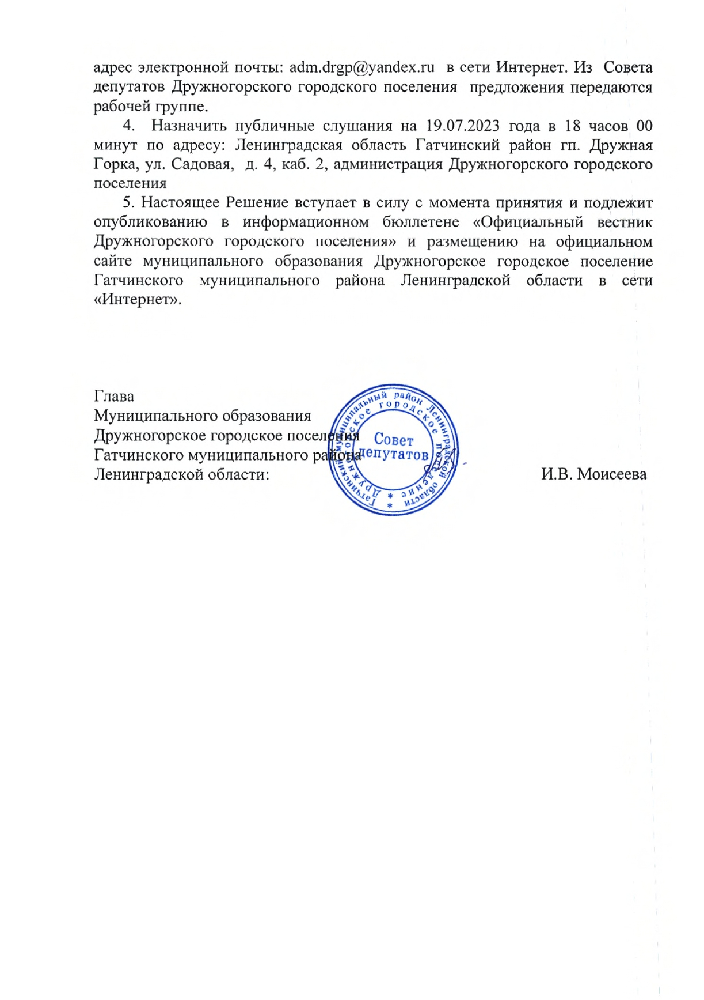 адрес электронной почты: adm.drgp@yandex.ru в сети Интернет. Из Совета
депутатов Дружногорского городского поселения предложения передаются
рабочей группе.
4. Назначить публичные слушания на 19.07.2023 года в 18 часов 00
минут по адресу: Ленинградская область Гатчинский район гп. Дружная
Горка, ул. Садовая, д. 4, каб. 2, администрация Дружногорского городского
поселения
5. Настоящее Решение вступает в силу с момента принятия и подлежит
опубликованию в информационном бюллетене «Официальный вестник
Дружногорского городского поселения» и размещению на официальном
сайте муниципального образования Дружногорское городское поселение
Гатчинского муниципального района Ленинградской области в сети
«Интернет».
Глава
Муниципального образования
Дружногорское городское поселения
Гатчинского муниципального района
Ленинградской области:
И.В. Моисеева
Гатчинский муниципальный район Ленинградской области *
Дружногорское городское поселение *
Совет
депутатов